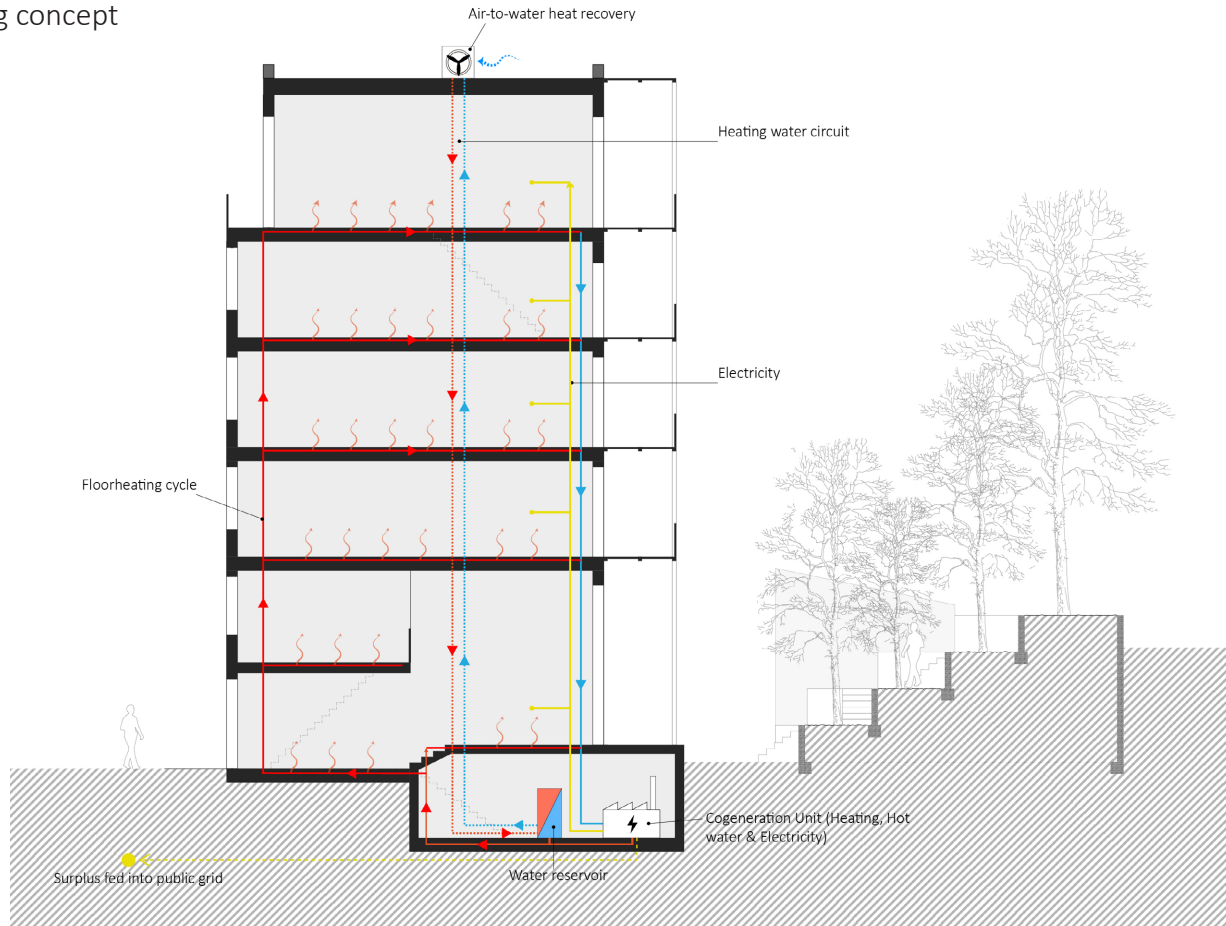 g concept
Air-to-water heat recovery
Heating water circuit
Electricity
Floorheating cycle
Cogeneration Unit (Heating, Hot
water & Electricity)
Water reservoir
Surplus fed into public grid